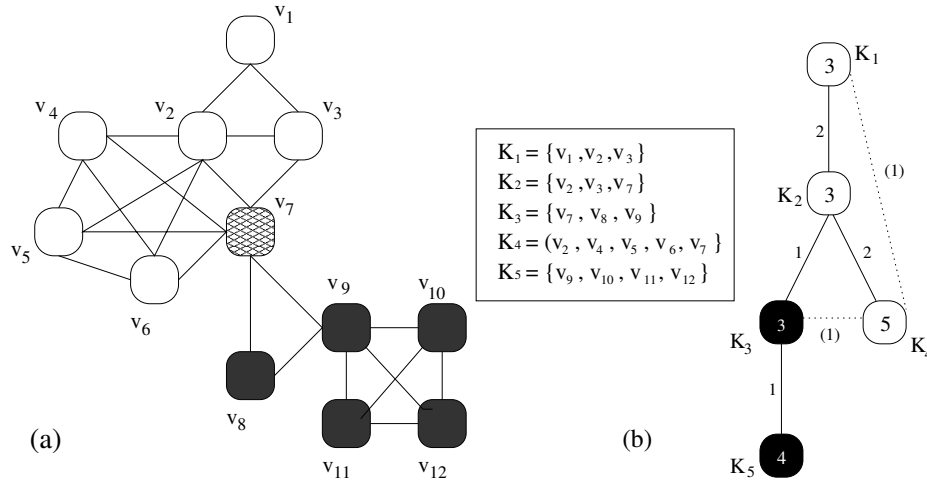 v1
v4
v2
v3
v7
v5
v6
v9
v10
v8
v11
v12
(a)
K1 = {v1 ,v2 ,v3 }
K2 = {v2 ,v3 ,v7 }
K3 = {v7 , v8 , v9 }
K4 = (v2 , v4 , v5 , v6 , v7 }
K5 = {v9 , v10 , v11, v12 }
3
K1
2
(1)
K2
3
1
2
3
(1)
5
K3
1
4
K5
(b)